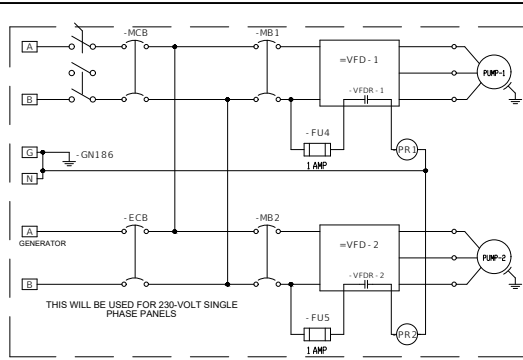 -MCB
-MB1
A
=VFD-1
-VFDR-1
PUMP-1
B
-FU4
1 AMP
PR1
G
-GN186
N
-ECB
-MB2
A
GENERATOR
=VFD-2
-VFDR-2
PUMP-2
B
THIS WILL BE USED FOR 230-VOLT SINGLE
PHASE PANELS
-FU5
1 AMP
PR2